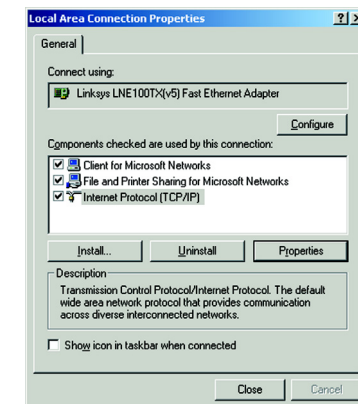 Local Area Connection Properties
General
Connect using:
Linksys LNE100TX(v5) Fast Ethernet Adapter
Configure
Components checked are used by this connection:
Client for Microsoft Networks
File and Printer Sharing for Microsoft Networks
Internet Protocol (TCP/IP)
Install... Uninstall Properties
Description
Transmission Control Protocol/Internet Protocol. The default
wide area network protocol that provides communication
across diverse interconnected networks.
Show icon in taskbar when connected
Close Cancel